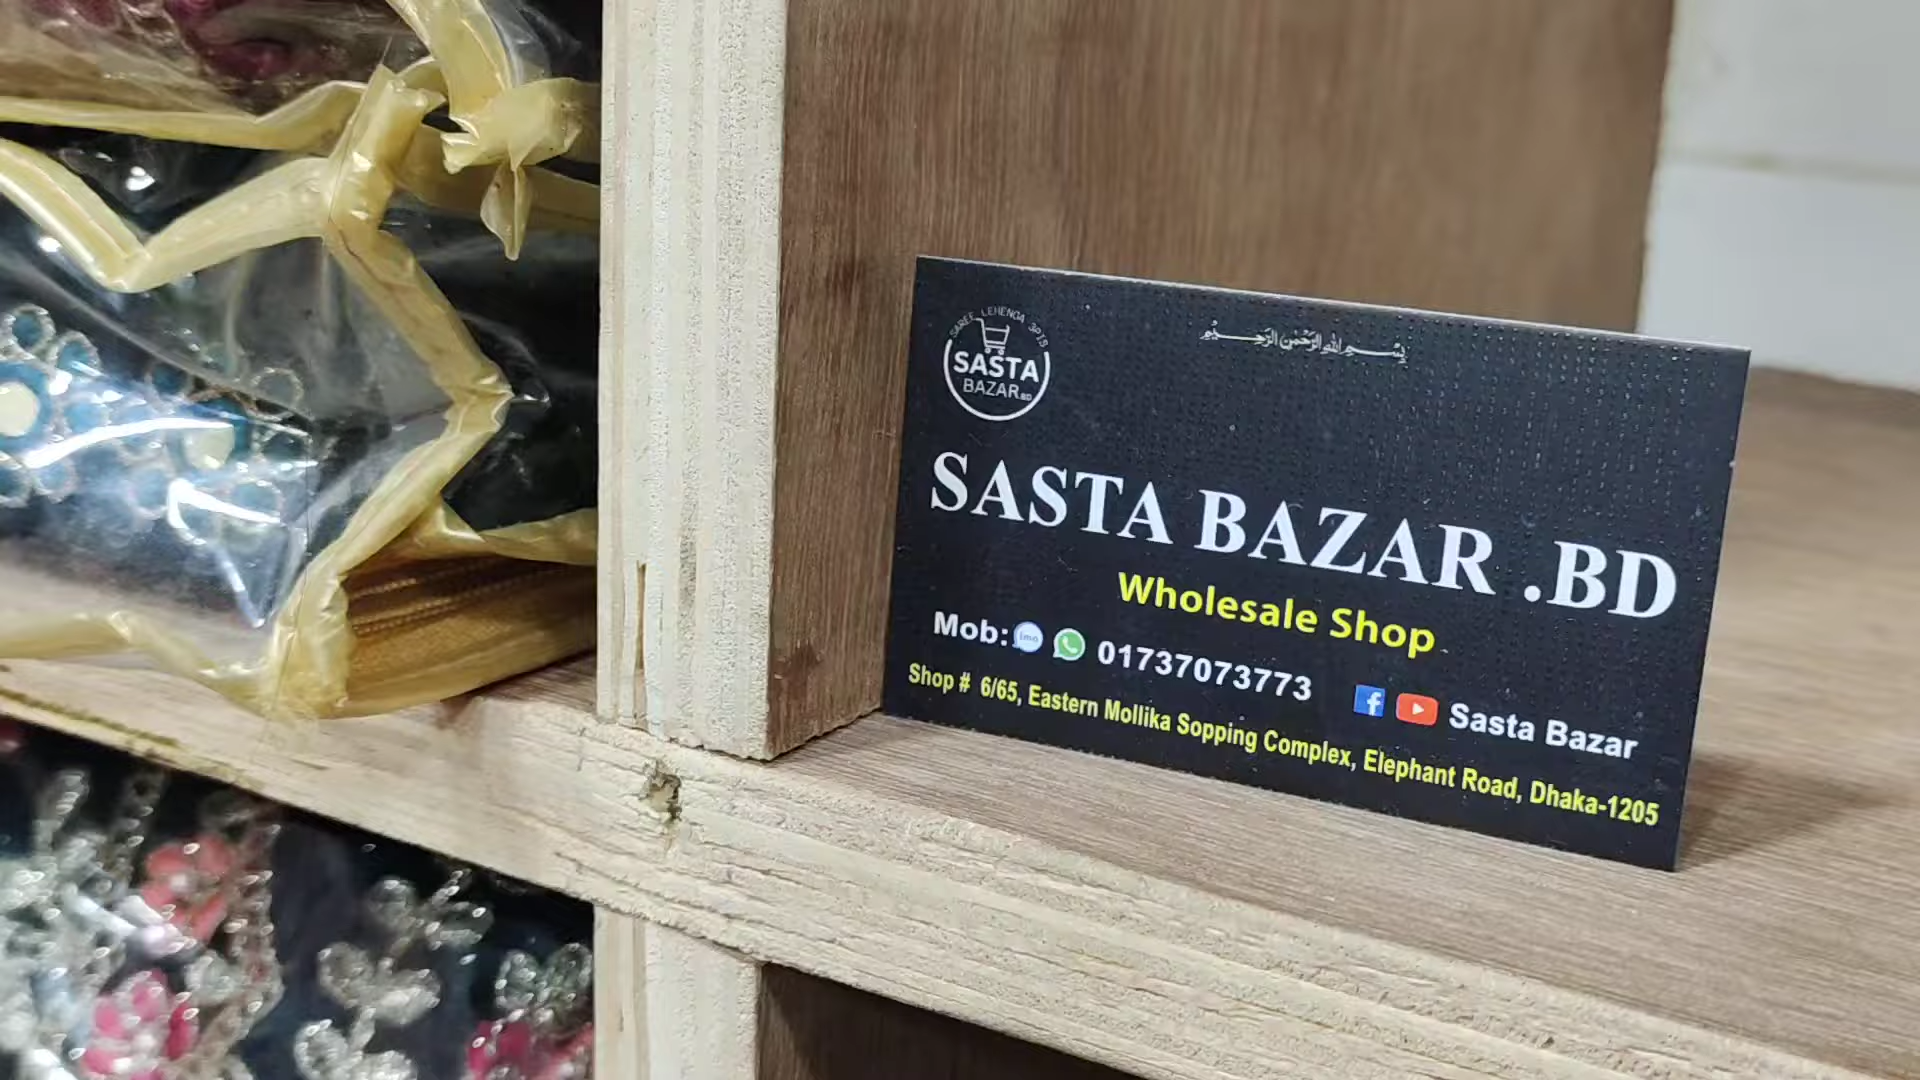 SAREE LEHENGA 3PIS
SASTA
BAZAR.BD
بسم الله الرحمن الرحيم
SASTA BAZAR .BD
Wholesale Shop
Mob: imo 01737073773
Sasta Bazar
Shop # 6/65, Eastern Mollika Sopping Complex, Elephant Road, Dhaka-1205